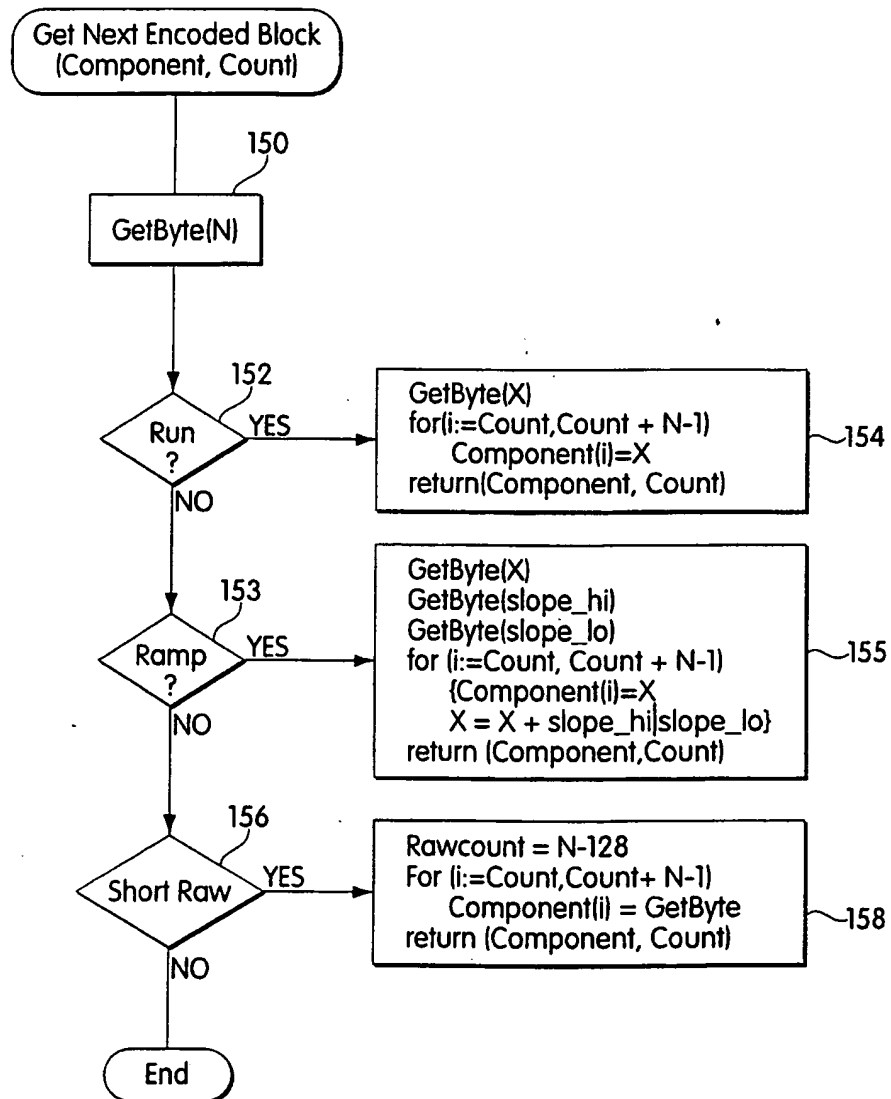 Get Next Encoded Block
(Component, Count)
150
GetByte(N)
152
Run
?
YES
NO
GetByte(X)
for(i:=Count,Count + N-1)
Component(i)=X
return(Component, Count)
154
153
Ramp
?
YES
NO
GetByte(X)
GetByte(slope_hi)
GetByte(slope_lo)
for (i:=Count, Count + N-1)
{Component(i)=X
X = X + slope_hi|slope_lo}
return (Component,Count)
155
156
Short Raw
YES
NO
Rawcount = N-128
For (i:=Count,Count+ N-1)
Component(i) = GetByte
return (Component, Count)
158
End